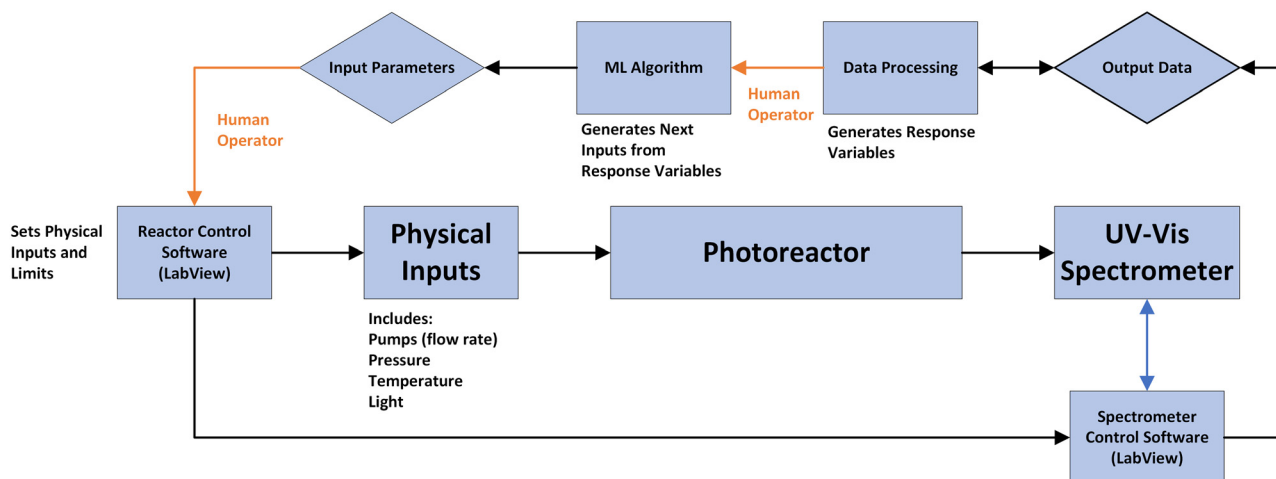 Input Parameters
ML Algorithm
Data Processing
Output Data
Human
Operator
Human
Operator
Generates Next
Inputs from
Response Variables
Generates Response
Variables
Sets Physical
Inputs and
Limits
Reactor Control
Software
(LabView)
Physical
Inputs
Photoreactor
UV-Vis
Spectrometer
Includes:
Pumps (flow rate)
Pressure
Temperature
Light
Spectrometer
Control Software
(LabView)